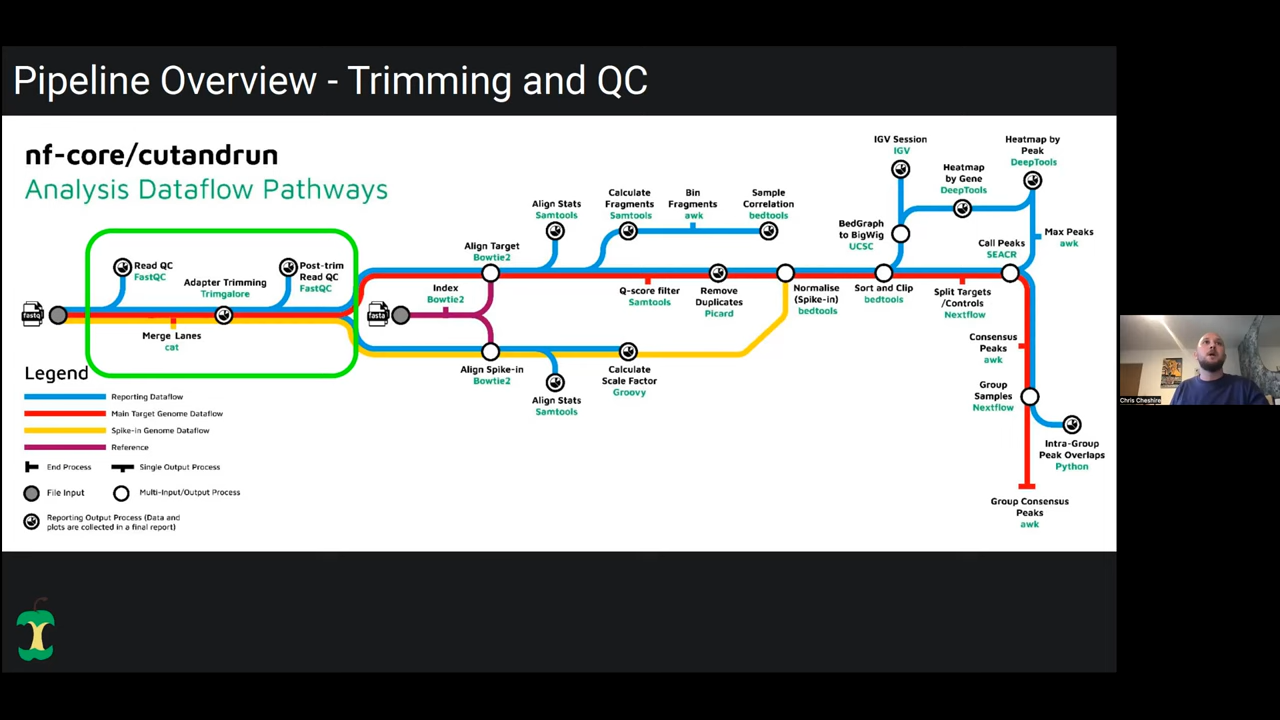 Pipeline Overview - Trimming and QC
nf-core/cutandrun
Analysis Dataflow Pathways
fastq
Read QC
FastQC
Merge Lanes
cat
Adapter Trimming
Trimgalore
Post-trim
Read QC
FastQC
fasta
Index
Bowtie2
Align Target
Bowtie2
Align Spike-in
Bowtie2
Align Stats
Samtools
Align Stats
Samtools
Calculate
Fragments
Samtools
Bin
Fragments
awk
Sample
Correlation
bedtools
Calculate
Scale Factor
Groovy
Q-score filter
Samtools
Remove
Duplicates
Picard
Normalise
(Spike-in)
bedtools
Sort and Clip
bedtools
BedGraph
to BigWig
UCSC
IGV Session
IGV
Heatmap
by Gene
DeepTools
Heatmap by
Peak
DeepTools
Split Targets
/Controls
Nextflow
Call Peaks
SEACR
Max Peaks
awk
Consensus
Peaks
awk
Group
Samples
Nextflow
Intra-Group
Peak Overlaps
Python
Group Consensus
Peaks
awk
Legend
Reporting Dataflow
Main Target Genome Dataflow
Spike-in Genome Dataflow
Reference
End Process
Single Output Process
File Input
Multi-Input/Output Process
Reporting Output Process (Data and
plots are collected in a final report)
Chris Cheshire